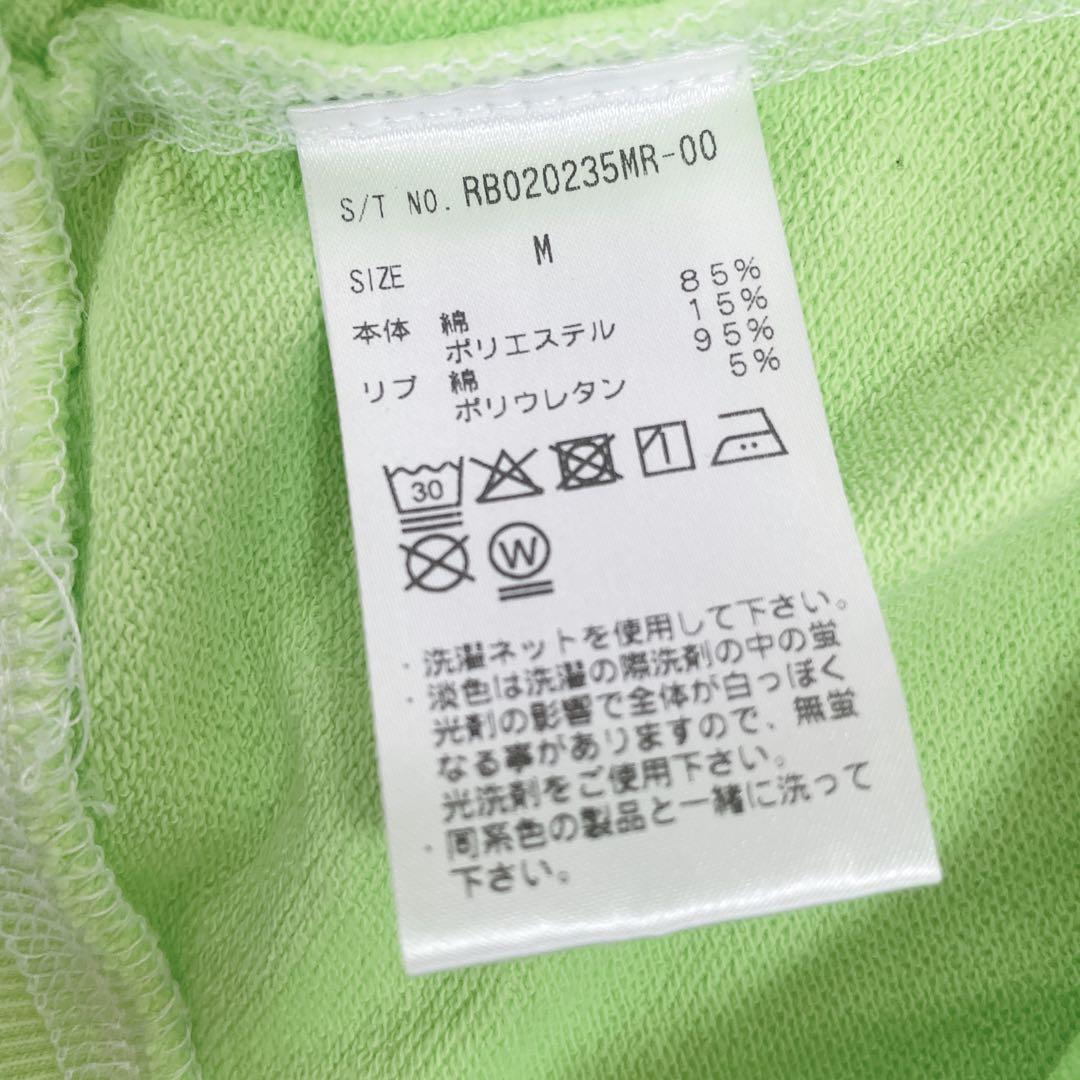 S/T NO. RB020235MR-00
SIZE M
本体 綿 85%
ポリエステル 15%
リブ 綿 95%
ポリウレタン 5%
30
W
・洗濯ネットを使用して下さい。
・淡色は洗濯の際洗剤の中の蛍
光剤の影響で全体が白っぽく
なる事がありますので、無蛍
光洗剤をご使用下さい。
・同系色の製品と一緒に洗って
下さい。